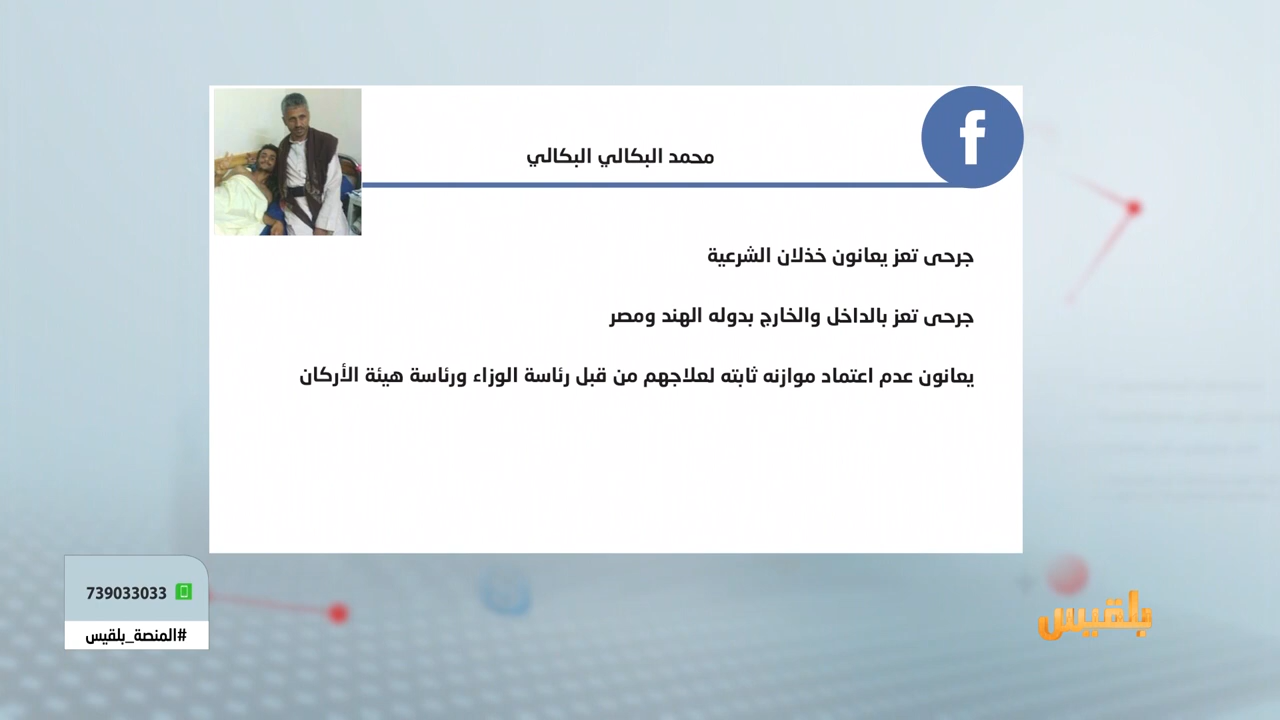 محمد البكالي البكالي
جرحى تعز يعانون خذلان الشرعية
جرحى تعز بالداخل والخارج بدوله الهند ومصر
يعانون عدم اعتماد موازنه ثابته لعلاجهم من قبل رئاسة الوزاء ورئاسة هيئة الأركان
739033033
#المنصة_بلقيس
بلقيس